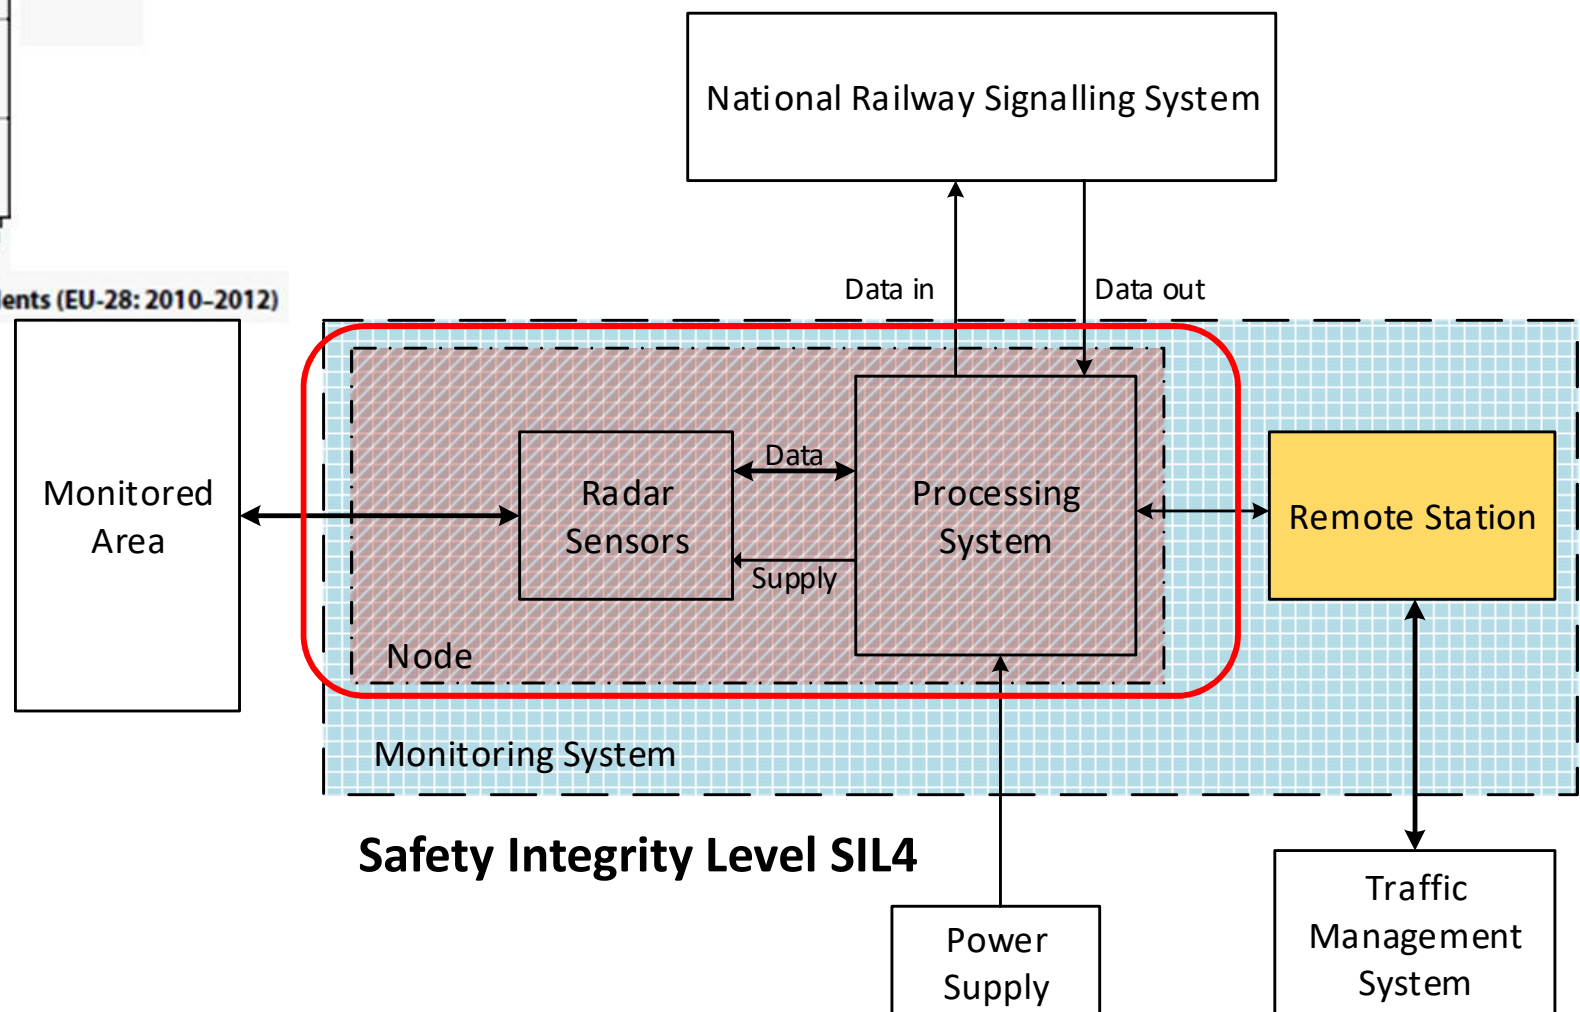 National Railway Signalling System
Data in
Data out
(EU-28: 2010–2012)
Monitored
Area
Radar
Sensors
Data
Supply
Processing
System
Remote Station
Node
Monitoring System
Safety Integrity Level SIL4
Power
Supply
Traffic
Management
System